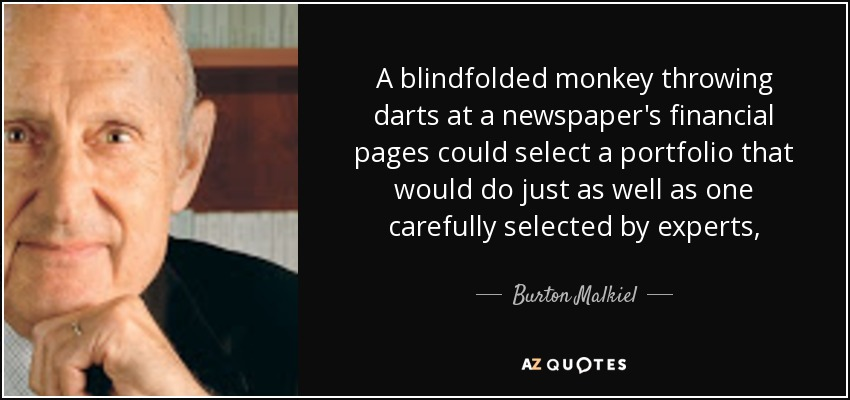 A blindfolded monkey throwing
darts at a newspaper's financial
pages could select a portfolio that
would do just as well as one
carefully selected by experts,
Burton Malkiel
AZ QUOTES